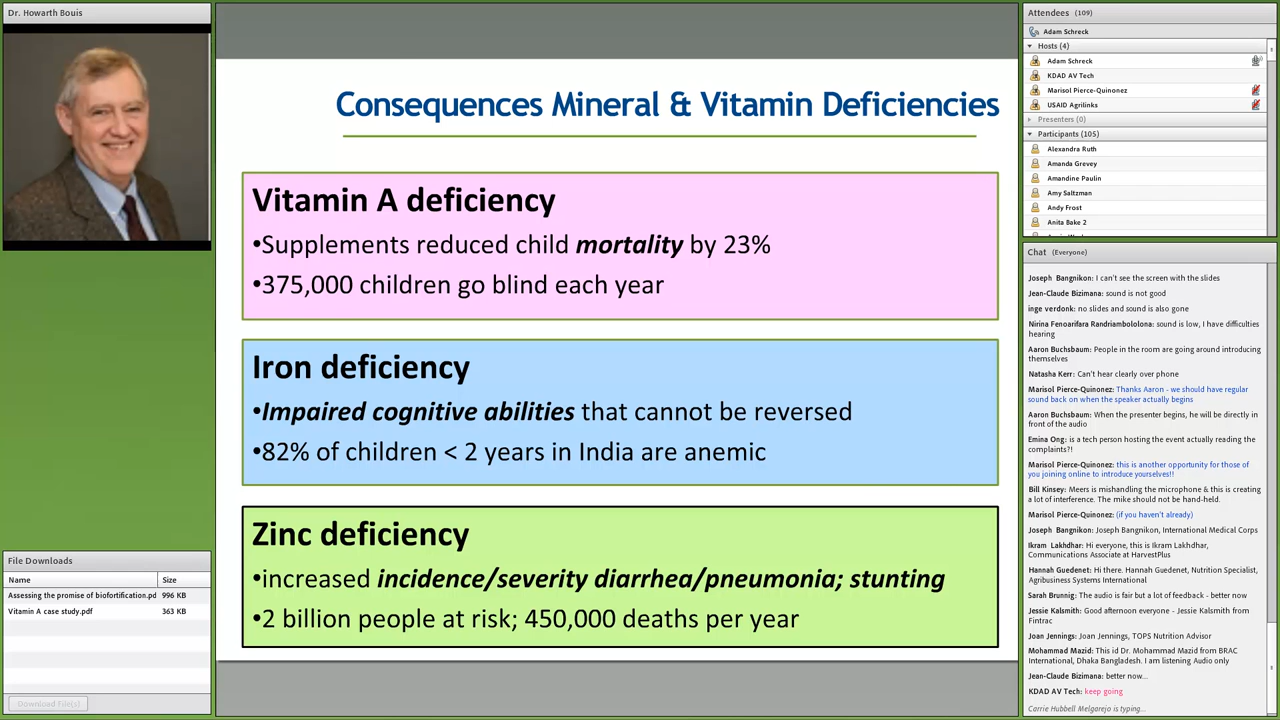 Dr. Howarth Bouis
Consequences Mineral & Vitamin Deficiencies
Vitamin A deficiency
•Supplements reduced child mortality by 23%
•375,000 children go blind each year
Iron deficiency
•Impaired cognitive abilities that cannot be reversed
•82% of children < 2 years in India are anemic
Zinc deficiency
•increased incidence/severity diarrhea/pneumonia; stunting
•2 billion people at risk; 450,000 deaths per year
File Downloads
Name Size
Assessing the promise of biofortification.pd 996 KB
Vitamin A case study.pdf 363 KB
Download File(s)
Attendees (109)
Adam Schreck
Hosts (4)
Adam Schreck
KDAD AV Tech
Marisol Pierce-Quinonez
USAID Agrilinks
Presenters (0)
Participants (105)
Alexandra Ruth
Amanda Grevey
Amandine Paulin
Amy Saltzman
Andy Frost
Anita Bake 2
Chat (Everyone)
Joseph Bangnikon: I can't see the screen with the slides
Jean-Claude Bizimana: sound is not good
inge verdonk: no slides and sound is also gone
Nirina Fenoarifara Randriambololona: sound is low, I have difficulties
hearing
Aaron Buchsbaum: People in the room are going around introducing
themselves
Natasha Kerr: Can't hear clearly over phone
Marisol Pierce-Quinonez: Thanks Aaron - we should have regular
sound back on when the speaker actually begins
Aaron Buchsbaum: When the presenter begins, he will be directly in
front of the audio
Emina Ong: is a tech person hosting the event actually reading the
complaints?!
Marisol Pierce-Quinonez: this is another opportunity for those of
you joining online to introduce yourselves!!
Bill Kinsey: Meers is mishandling the microphone & this is creating
a lot of interference. The mike should not be hand-held.
Marisol Pierce-Quinonez: (if you haven't already)
Joseph Bangnikon: Joseph Bangnikon, International Medical Corps
Ikram Lakhdhar: Hi everyone, this is Ikram Lakhdhar,
Communications Associate at HarvestPlus
Hannah Guedenet: Hi there. Hannah Guedenet, Nutrition Specialist,
Agribusiness Systems International
Sarah Brunnig: The audio is fair but a lot of feedback - better now
Jessie Kalsmith: Good afternoon everyone - Jessie Kalsmith from
Fintrac
Joan Jennings: Joan Jennings, TOPS Nutrition Advisor
Mohammad Mazid: This id Dr. Mohammad Mazid from BRAC
International, Dhaka Bangladesh. I am listening Audio only
Jean-Claude Bizimana: better now...
KDAD AV Tech: keep going
Carrie Hubbell Melgarejo is typing...